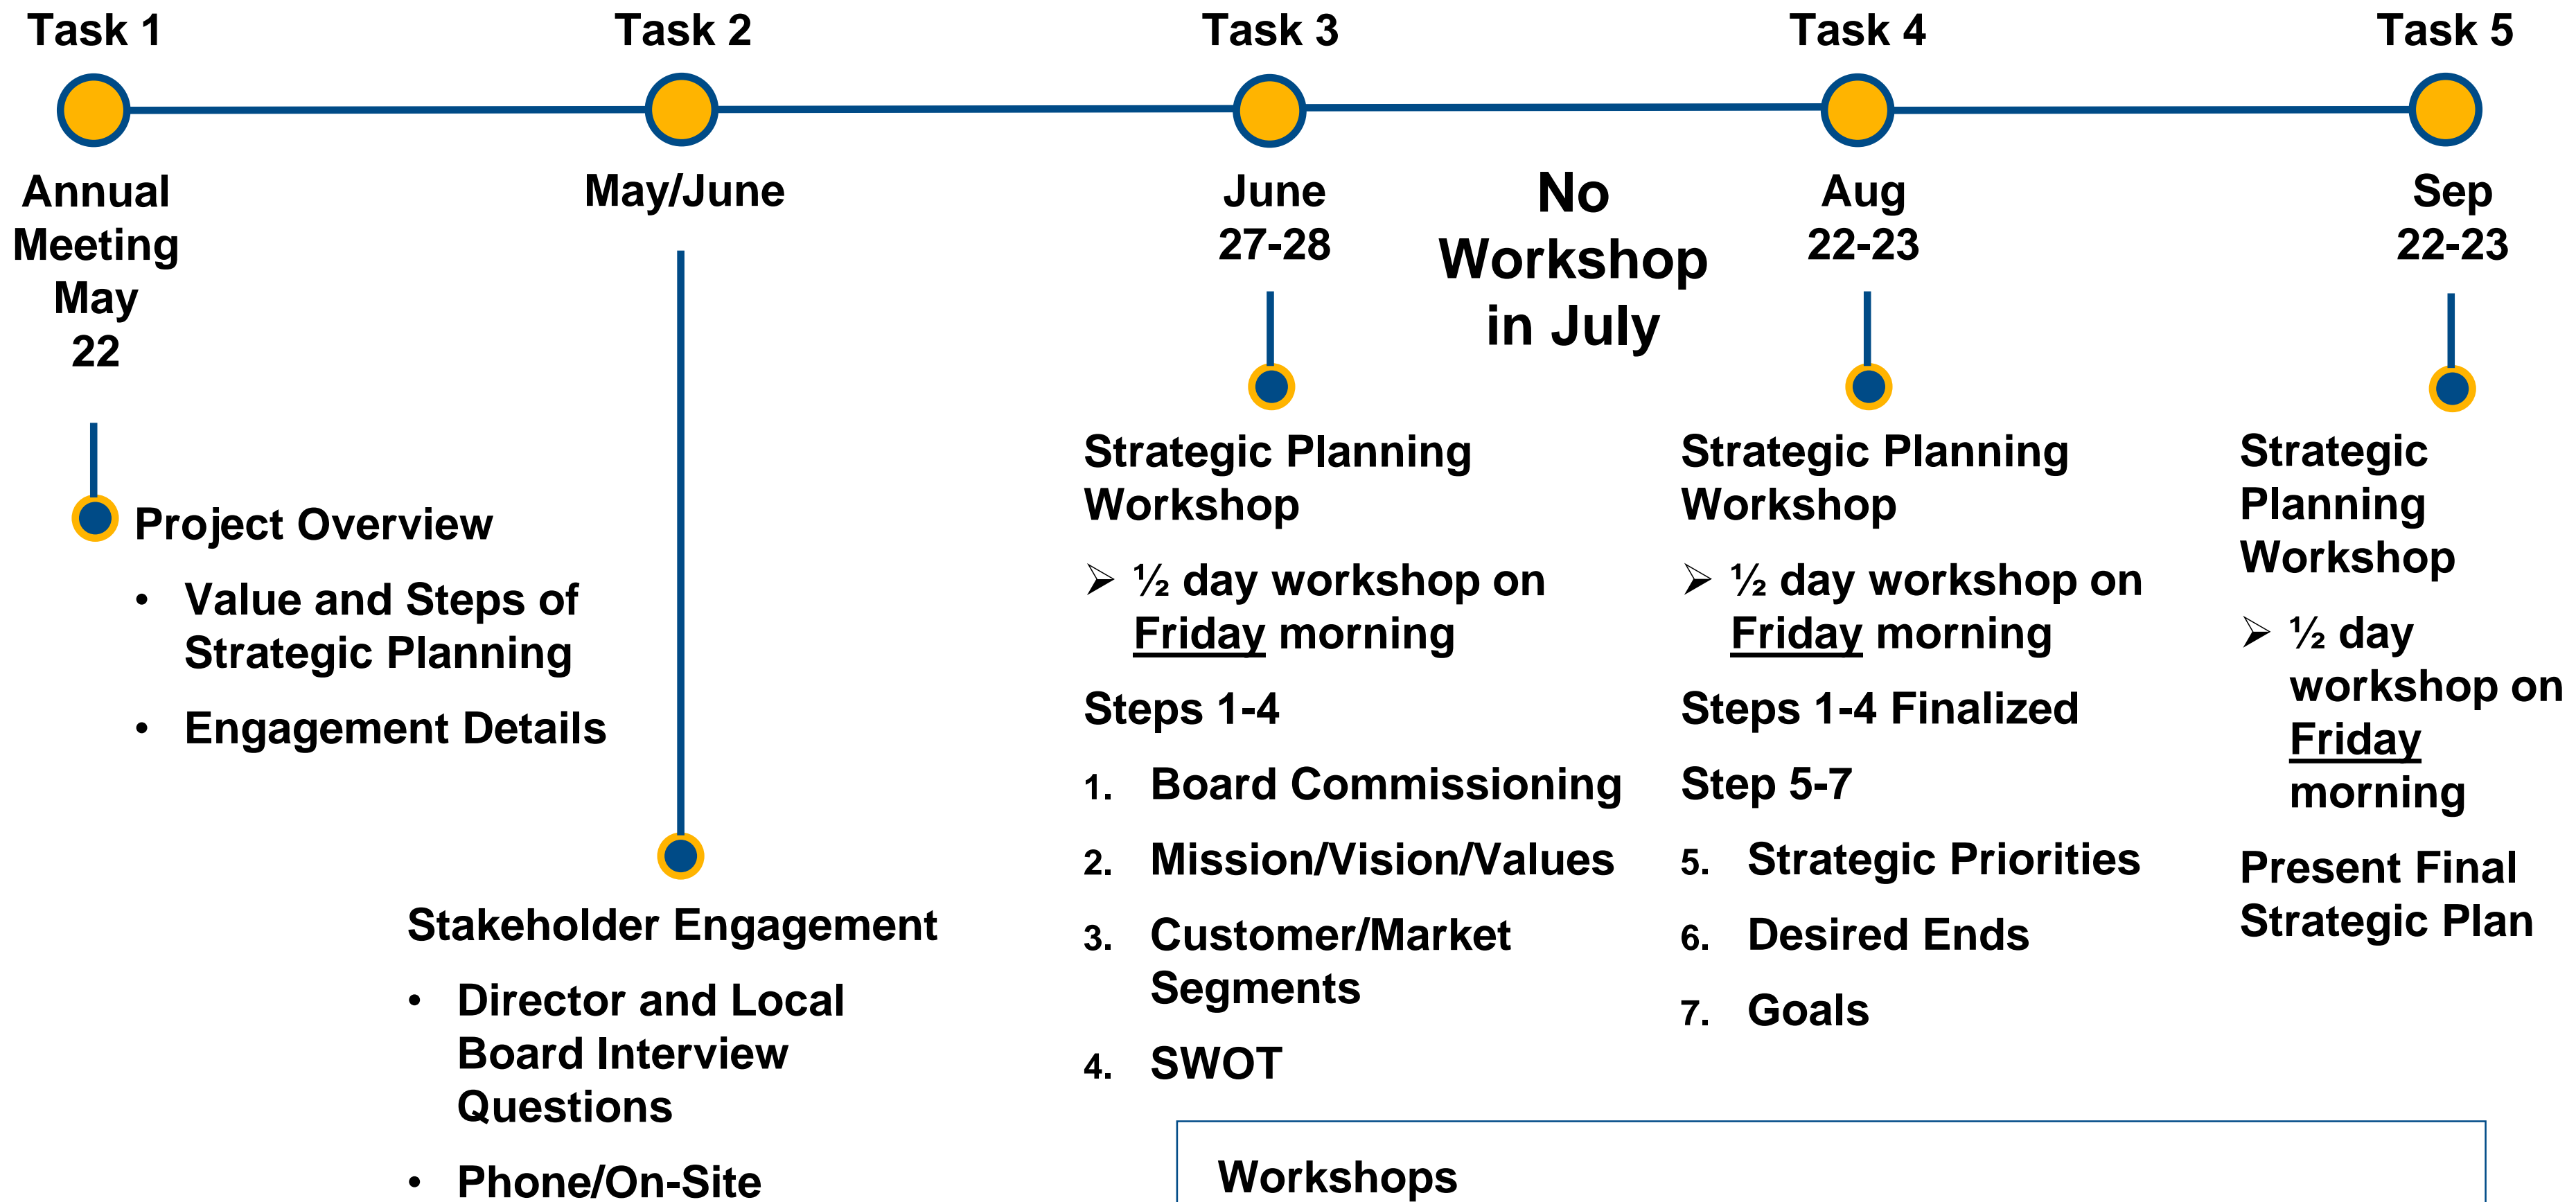 Task 1
Annual
Meeting
May
22
Project Overview
• Value and Steps of
Strategic Planning
• Engagement Details
Task 2
May/June
Stakeholder Engagement
• Director and Local
Board Interview
Questions
• Phone/On-Site
Task 3
June
27-28
Strategic Planning
Workshop
➢ ½ day workshop on
Friday morning
Steps 1-4
1. Board Commissioning
2. Mission/Vision/Values
3. Customer/Market
Segments
4. SWOT
No
Workshop
in July
Task 4
Aug
22-23
Strategic Planning
Workshop
➢ ½ day workshop on
Friday morning
Steps 1-4 Finalized
Step 5-7
5. Strategic Priorities
6. Desired Ends
7. Goals
Task 5
Sep
22-23
Strategic
Planning
Workshop
➢ ½ day
workshop on
Friday
morning
Present Final
Strategic Plan
Workshops